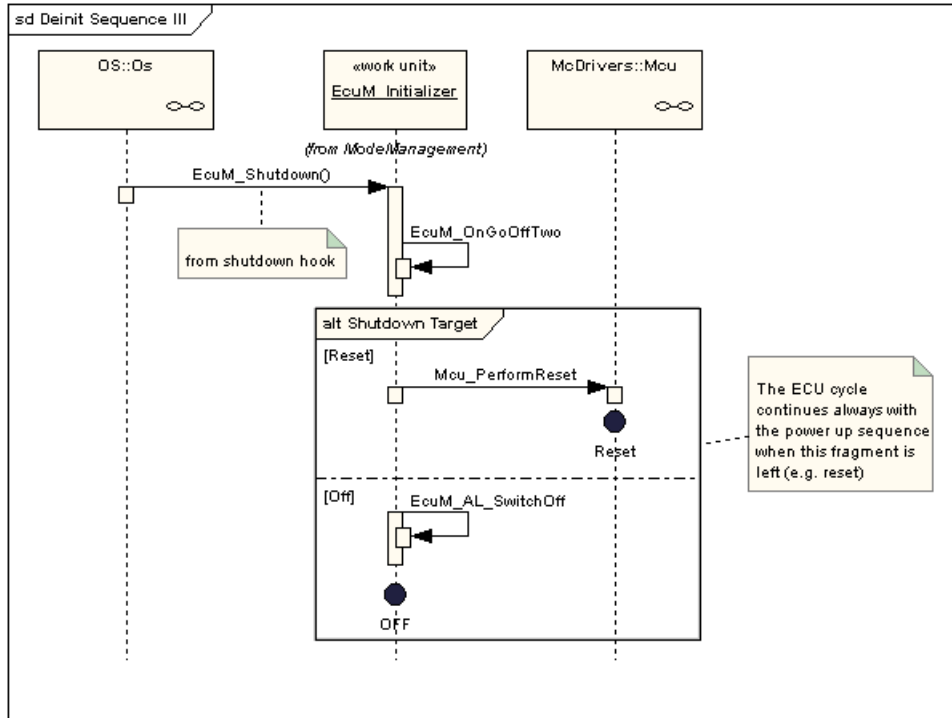 sd Deinit Sequence III
OS::Os
«work unit»
EcuM_Initializer
McDrivers::Mcu
(from ModeManagement)
EcuM_Shutdown()
EcuM_OnGoOffTwo
from shutdown hook
alt Shutdown Target
[Reset]
Mcu_PerformReset
Reset
The ECU cycle
continues always with
the power up sequence
when this fragment is
left (e.g. reset)
[Off]
EcuM_AL_SwitchOff
OFF